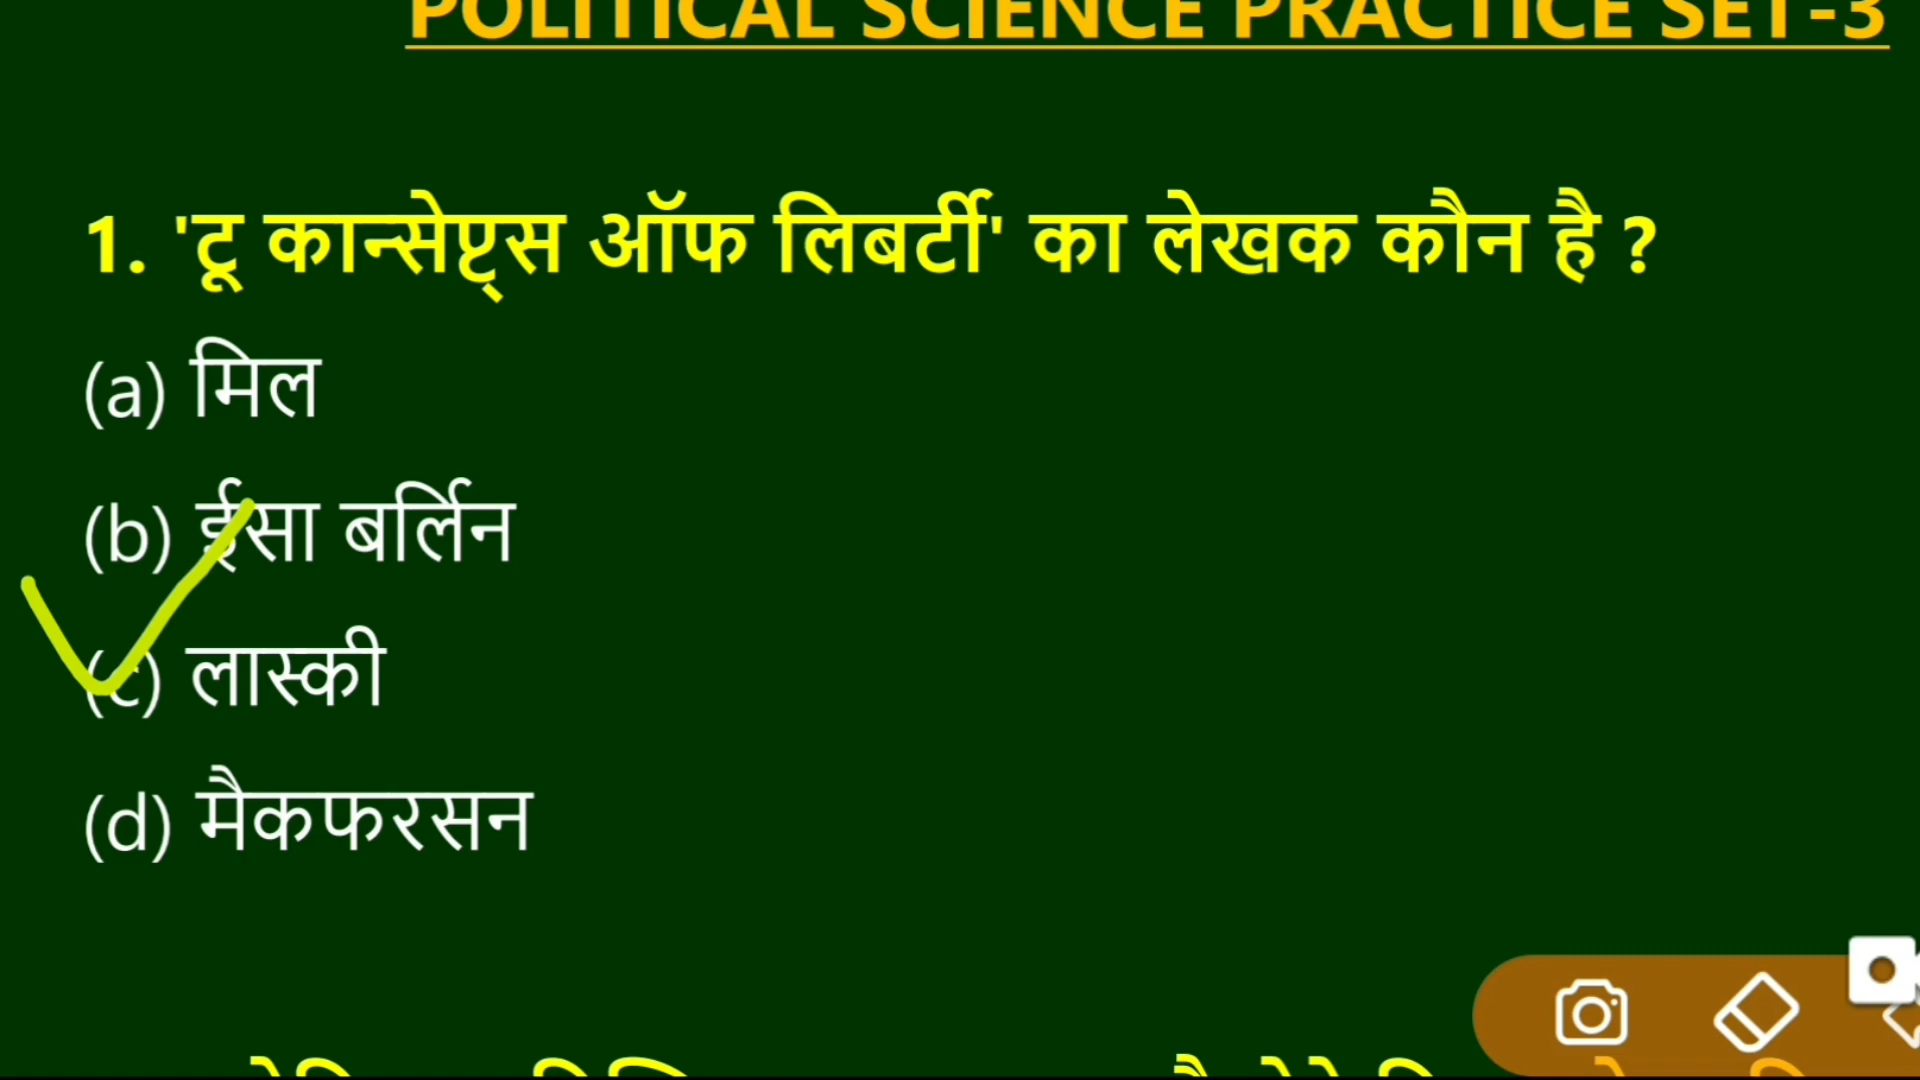 POLITICAL SCIENCE PRACTICE SET-3
1. 'टू कान्सेप्ट्स ऑफ लिबर्टी' का लेखक कौन है ?
(a) मिल
(b) ईसा बर्लिन
(c) लास्की
(d) मैकफरसन